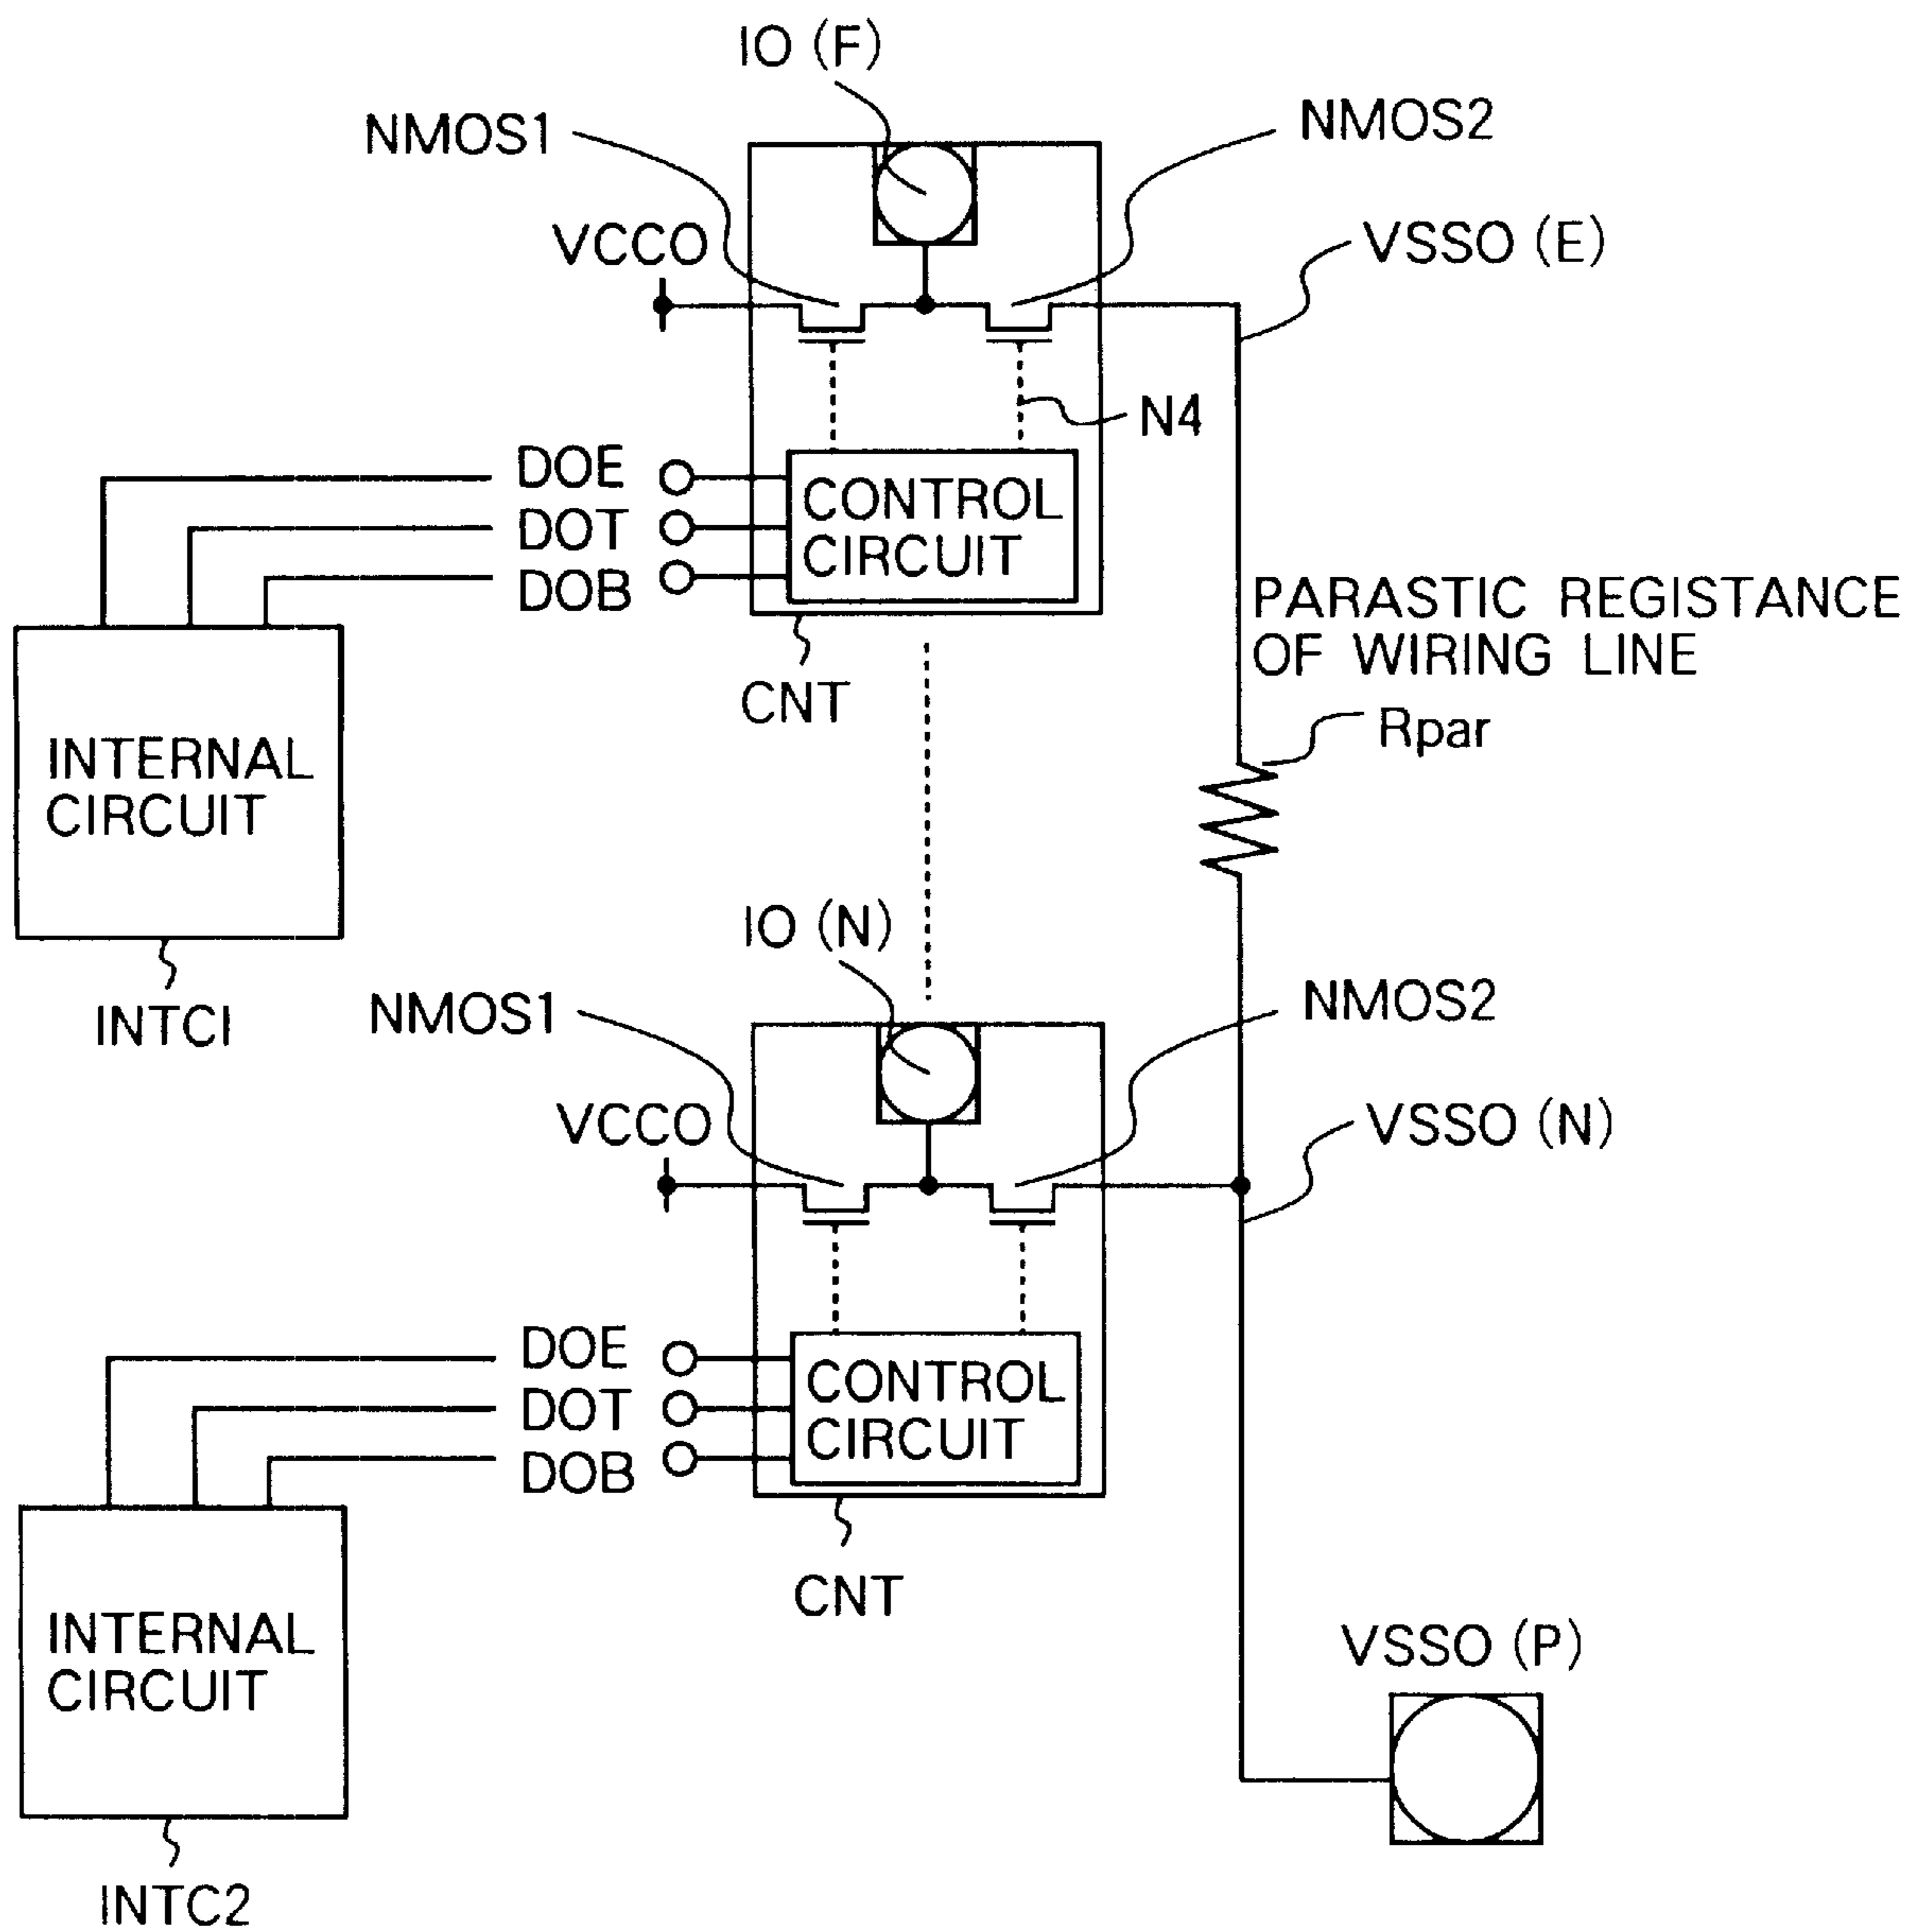 IO (F)
NMOS1
NMOS2
VCCO
VSSO (E)
N4
DOE
DOT
DOB
CONTROL
CIRCUIT
PARASTIC REGISTANCE
OF WIRING LINE
CNT
Rpar
INTERNAL
CIRCUIT
IO (N)
INTC1
NMOS1
NMOS2
VCCO
VSSO (N)
DOE
DOT
DOB
CONTROL
CIRCUIT
CNT
INTERNAL
CIRCUIT
VSSO (P)
INTC2